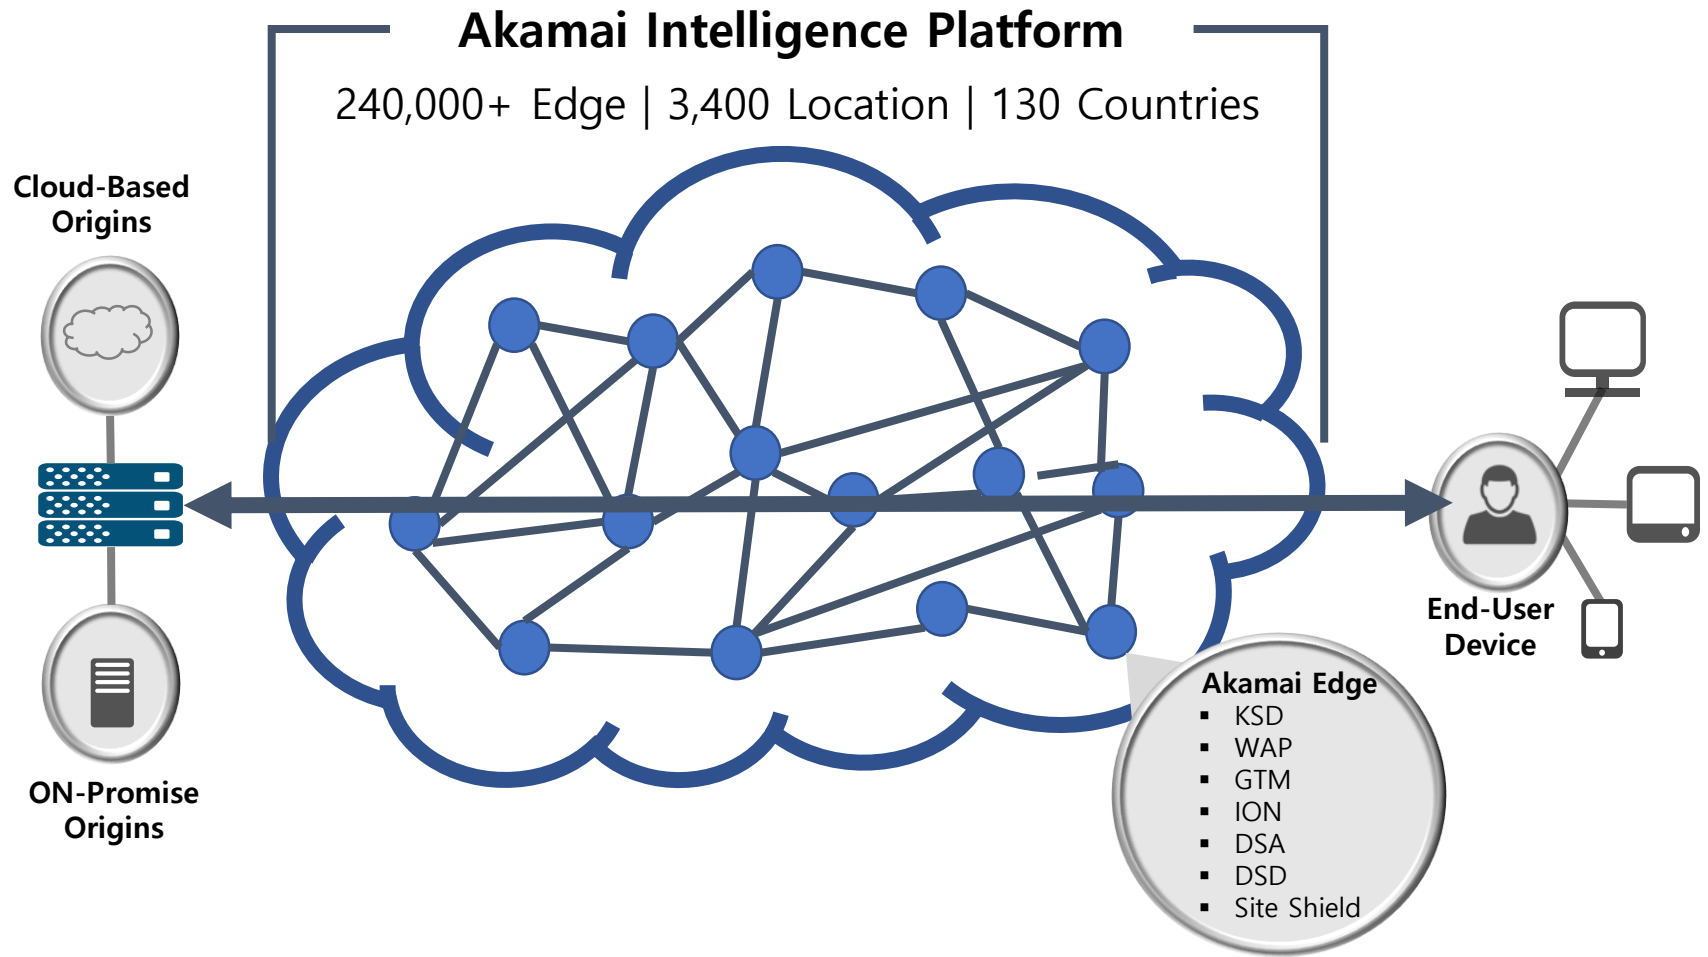 Akamai Intelligence Platform
240,000+ Edge | 3,400 Location | 130 Countries
Cloud-Based
Origins
ON-Promise
Origins
End-User
Device
Akamai Edge
▪ KSD
▪ WAP
▪ GTM
▪ ION
▪ DSA
▪ DSD
▪ Site Shield